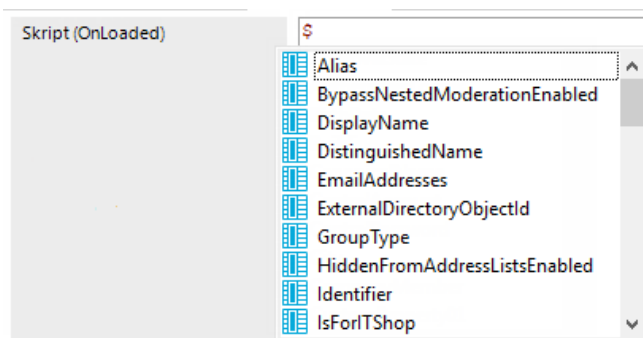 Skript (OnLoaded)
$
Alias
BypassNestedModerationEnabled
DisplayName
DistinguishedName
EmailAddresses
ExternalDirectoryObjectId
GroupType
HiddenFromAddressListsEnabled
Identifier
IsForITShop